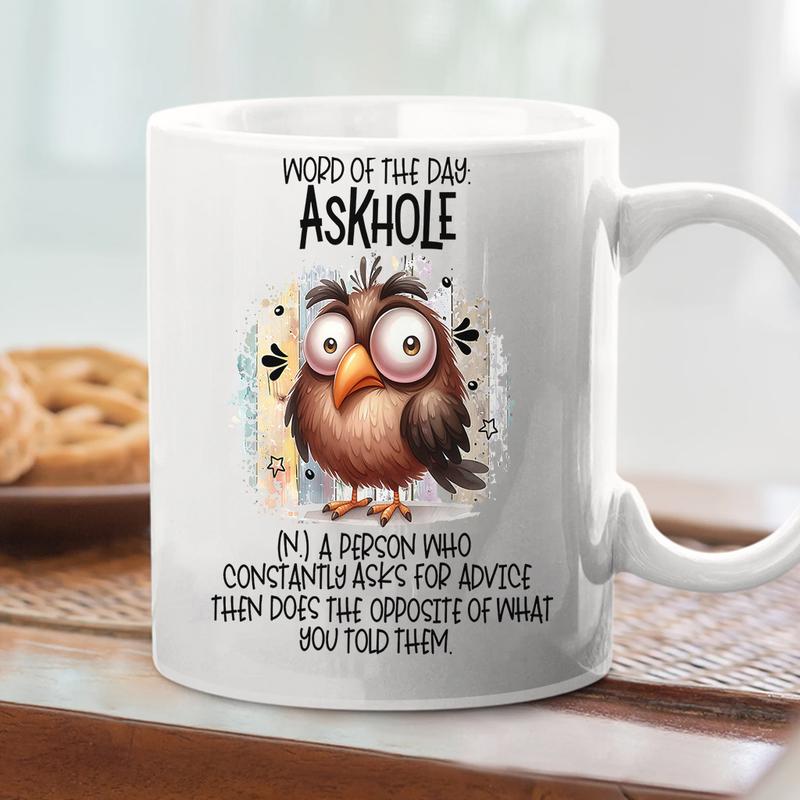 WORD OF THE DAY:
ASKHOLE
(N.) A PERSON WHO
CONSTANTLY ASKS FOR ADVICE
THEN DOES THE OPPOSITE OF WHAT
YOU TOLD THEM.